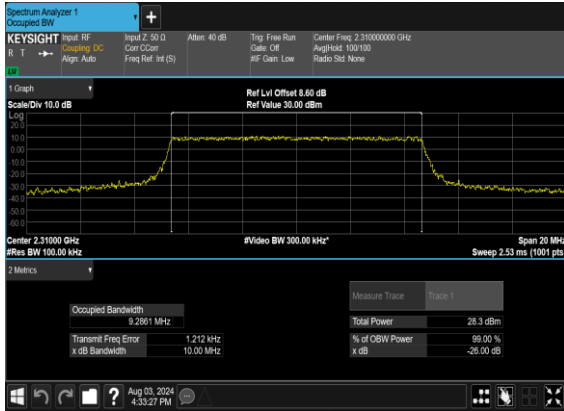 Spectrum Analyzer 1
Occupied BW
KEYSIGHT
R T
LXI
Input: RF
Coupling: DC
Align: Auto
Input Z: 50 Ω
Corr CCorr
Freq Ref: Int (S)
Atten: 40 dB
Trig: Free Run
Gate: Off
#IF Gain: Low
Center Freq: 2.310000000 GHz
Avg|Hold: 100/100
Radio Std: None
1 Graph
Scale/Div 10.0 dB
Ref Lvl Offset 8.60 dB
Ref Value 30.00 dBm
Log
20.0
10.0
0.00
-10.0
-20.0
-30.0
-40.0
-50.0
-60.0
Center 2.31000 GHz
#Res BW 100.00 kHz
#Video BW 300.00 kHz*
Span 20 MHz
Sweep 2.53 ms (1001 pts
2 Metrics
Measure Trace Trace 1
Occupied Bandwidth
9.2861 MHz
Total Power 28.3 dBm
Transmit Freq Error 1.212 kHz
x dB Bandwidth 10.00 MHz
% of OBW Power 99.00 %
x dB -26.00 dB
Aug 03, 2024
4:33:27 PM